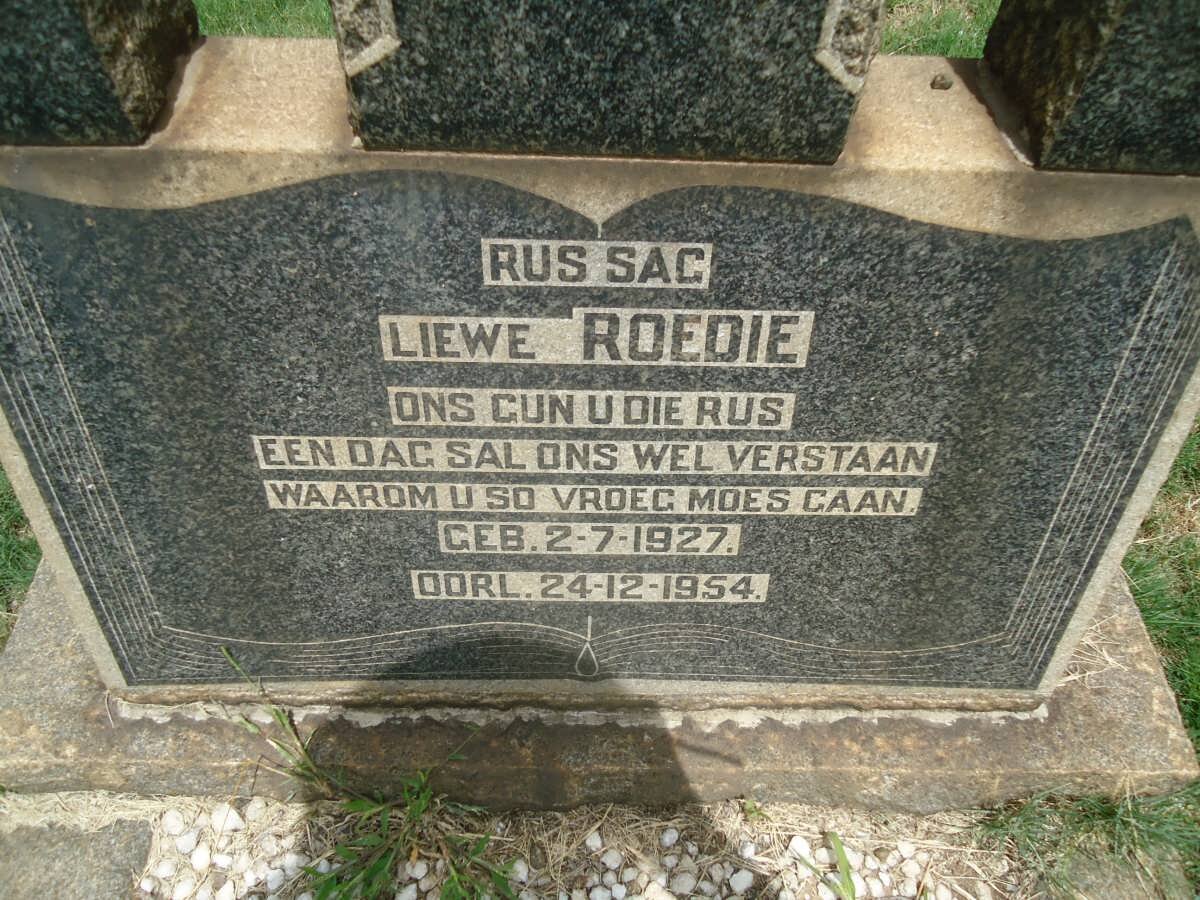 RUS SAG
LIEWE ROEDIE
ONS GUN U DIE RUS
EEN DAG SAL ONS WEL VERSTAAN
WAAROM U SO VROEG MOES GAAN.
GEB. 2-7-1927.
OORL. 24-12-1954.